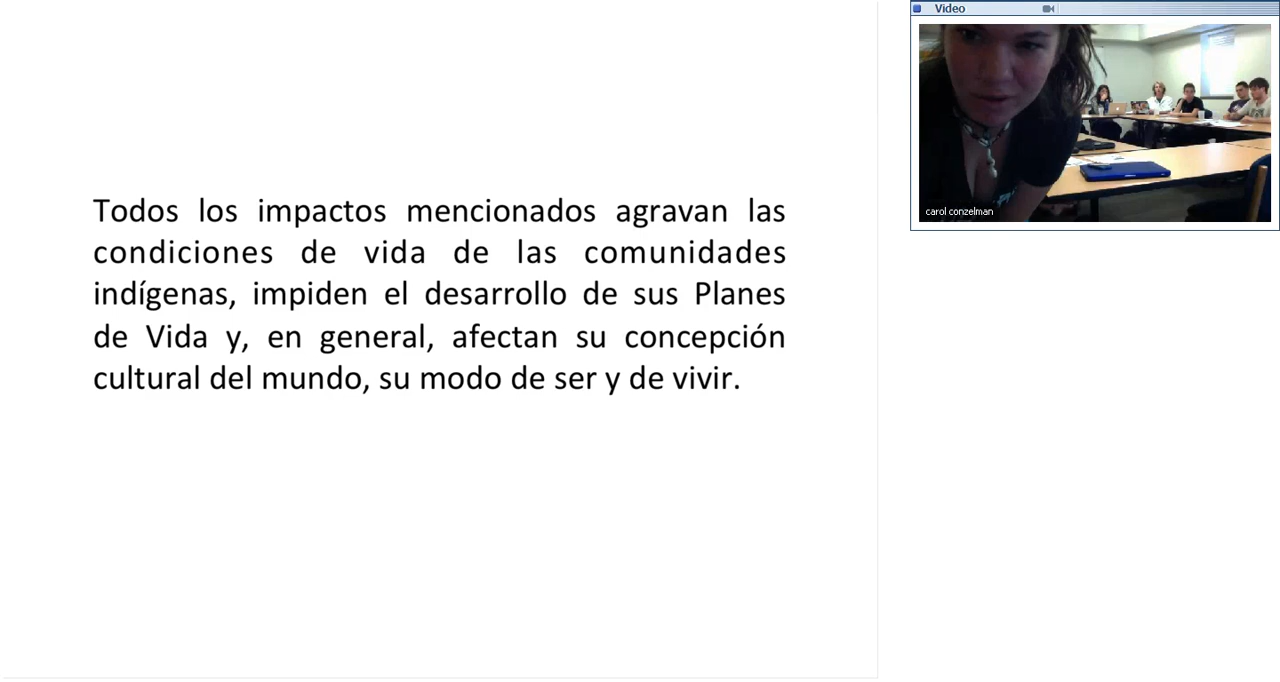 Video
carol conzelman
Todos los impactos mencionados agravan las
condiciones de vida de las comunidades
indígenas, impiden el desarrollo de sus Planes
de Vida y, en general, afectan su concepción
cultural del mundo, su modo de ser y de vivir.